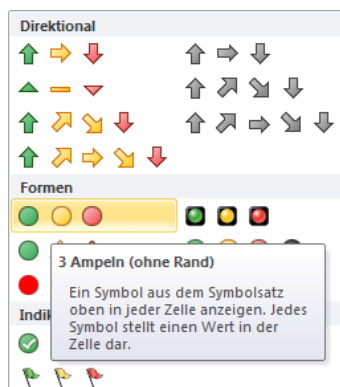 Direktional
Formen
3 Ampeln (ohne Rand)
Ein Symbol aus dem Symbolsatz
oben in jeder Zelle anzeigen. Jedes
Symbol stellt einen Wert in der
Zelle dar.
Indik